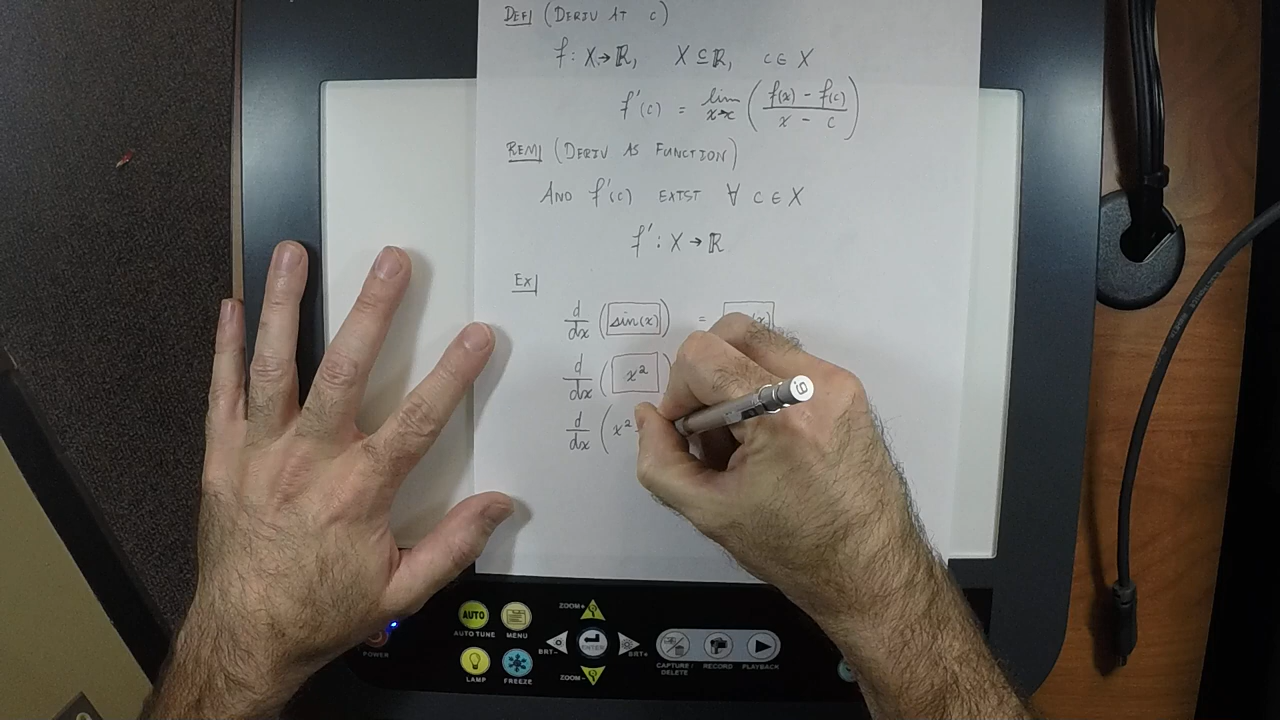 DEF| (DERIV AT c)
f: X→ℝ, X ⊆ ℝ, c ∈ X
f'(c) = lim x→c ( f(x) - f(c) / x - c )
REM| (DERIV AS FUNCTION)
AND f'(c) EXIST ∀ c ∈ X
f': X → ℝ
Ex|
d/dx (sin(x)) =
d/dx (x²)
d/dx (x²
.9
POWER
AUTO
AUTO TUNE
MENU
LAMP
FREEZE
ZOOM+
BRT-
ENTER
BRT+
ZOOM-
CAPTURE / DELETE
RECORD
PLAYBACK